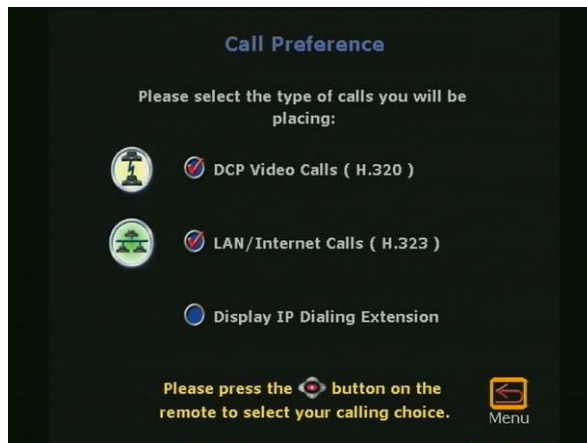 Call Preference
Please select the type of calls you will be
placing:
DCP Video Calls ( H.320 )
LAN/Internet Calls ( H.323 )
Display IP Dialing Extension
Please press the button on the
remote to select your calling choice.
Menu